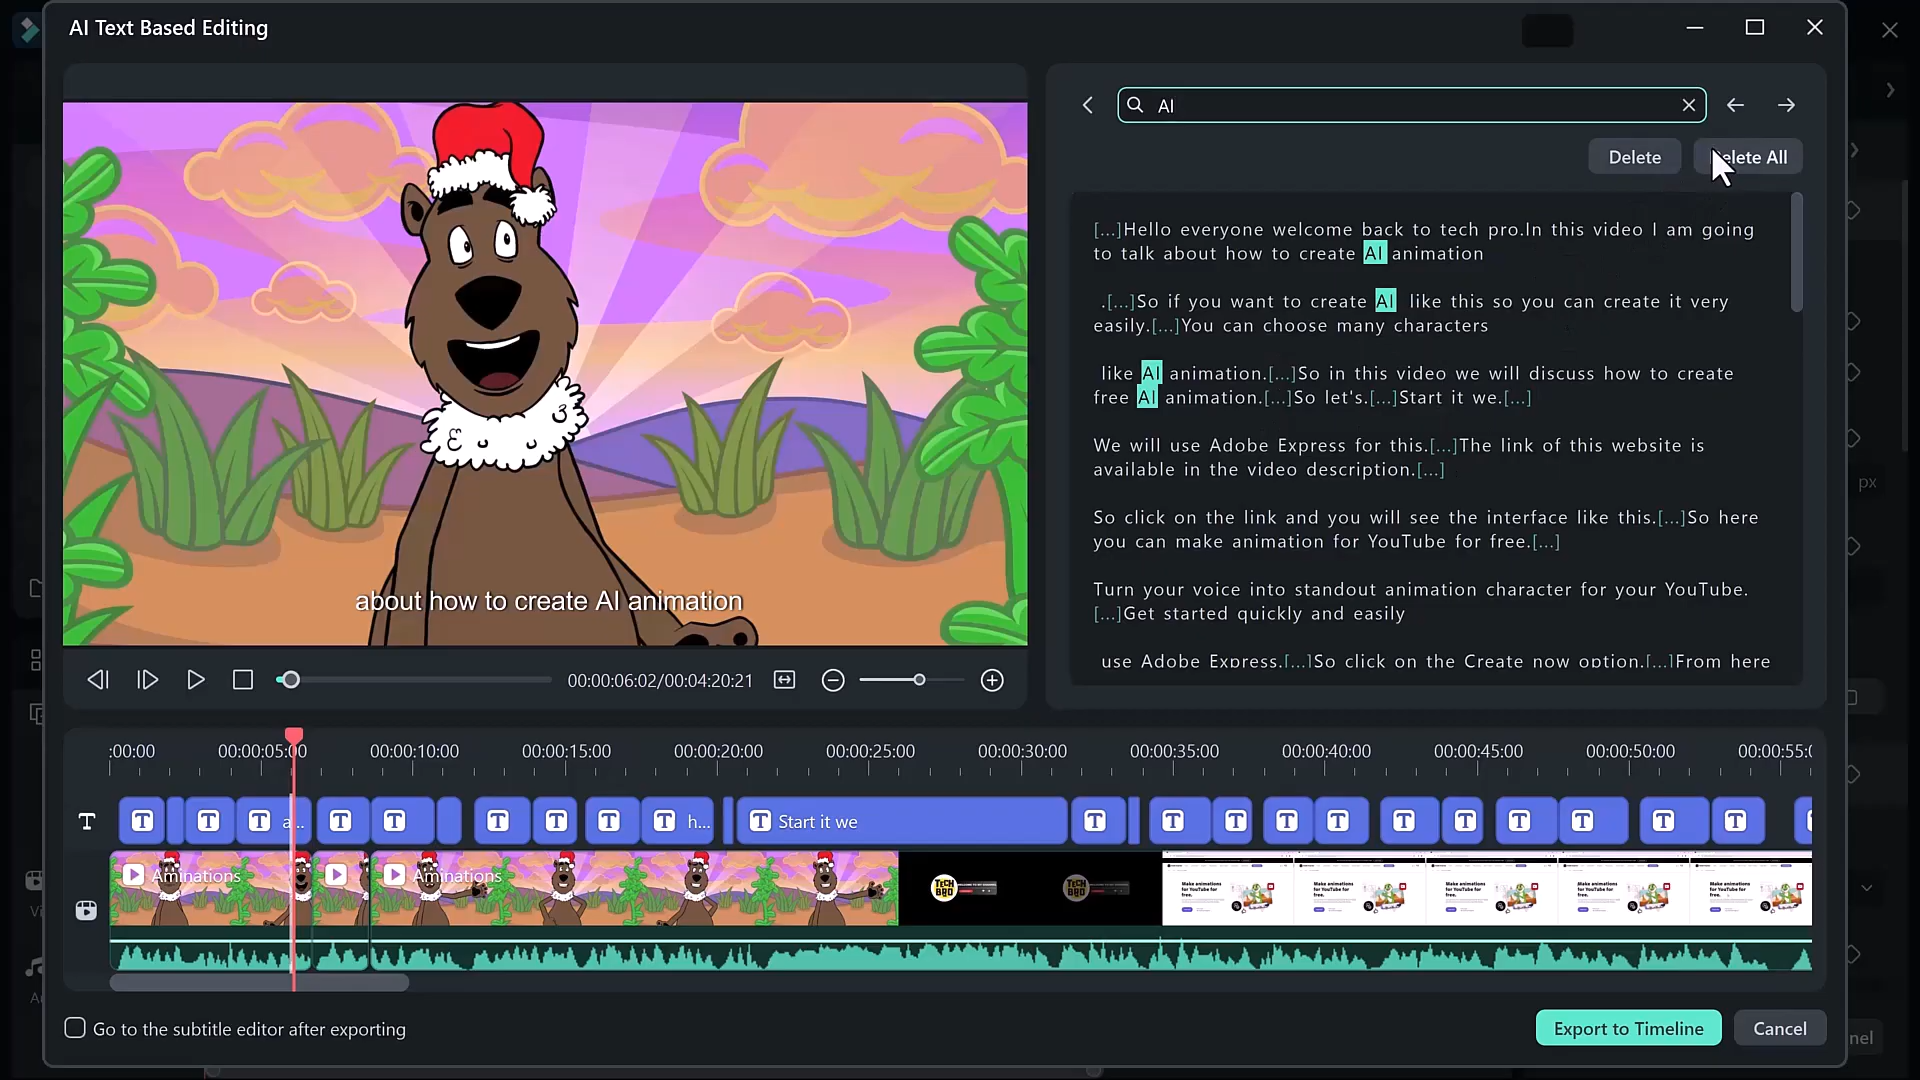 AI Text Based Editing
AI
Delete
elete All
[...]Hello everyone welcome back to tech pro.In this video I am going
to talk about how to create AI animation
.[...]So if you want to create AI like this so you can create it very
easily.[...]You can choose many characters
like AI animation.[...]So in this video we will discuss how to create
free AI animation.[...]So let's.[...]Start it we.[...]
We will use Adobe Express for this.[...]The link of this website is
available in the video description.[...]
So click on the link and you will see the interface like this.[...]So here
you can make animation for YouTube for free.[...]
Turn your voice into standout animation character for your YouTube.
[...]Get started quickly and easily
use Adobe Express.[...]So click on the Create now option.[...]From here
about how to create AI animation
00:00:06:02/00:04:20:21
px
:00:00 00:00:05:00 00:00:10:00 00:00:15:00 00:00:20:00 00:00:25:00 00:00:30:00 00:00:35:00 00:00:40:00 00:00:45:00 00:00:50:00 00:00:55:0
T T T T a... T T T T T T h... T Start it we T T T T T T T T T T T
Aminations Aminations
TECH BRO TECH BRO
Make animations for YouTube for free. Make animations for YouTube for free. Make animations for YouTube for free. Make animations for YouTube for free. Make animations for YouTube for free.
Go to the subtitle editor after exporting
Export to Timeline
Cancel
nel